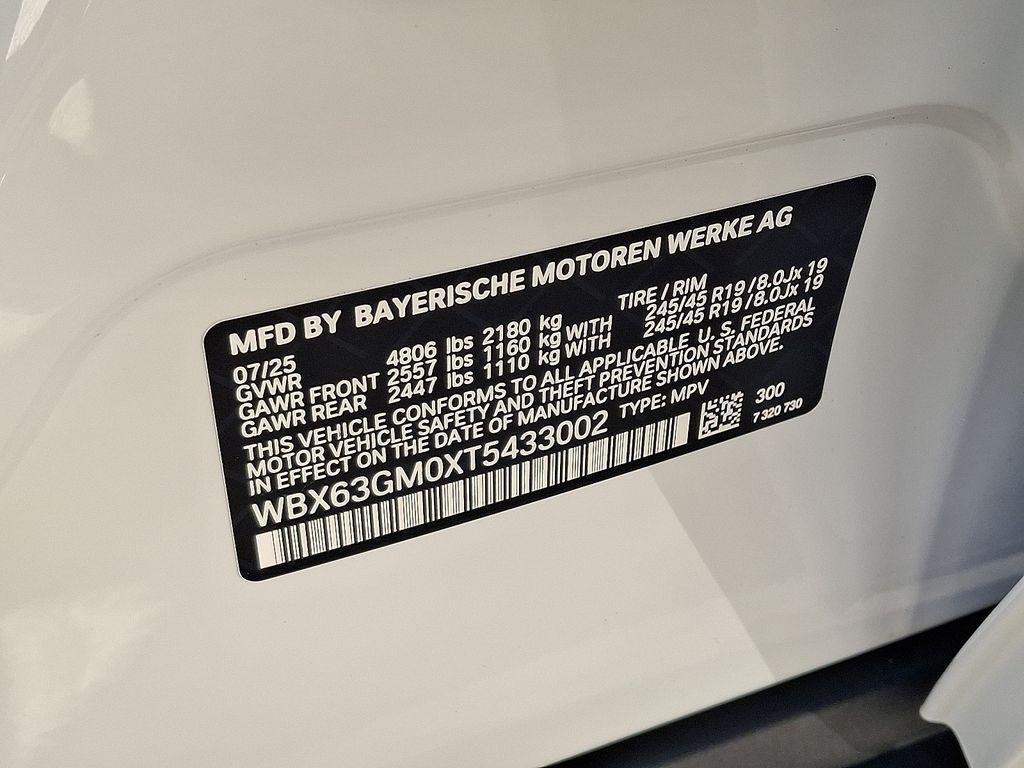 MFD BY BAYERISCHE MOTOREN WERKE AG
07/25 TIRE / RIM
GVWR 4806 lbs 2180 kg
GAWR FRONT 2557 lbs 1160 kg WITH 245/45 R19/8.0Jx 19
GAWR REAR 2447 lbs 1110 kg WITH 245/45 R19/8.0Jx 19
THIS VEHICLE CONFORMS TO ALL APPLICABLE U. S. FEDERAL
MOTOR VEHICLE SAFETY AND THEFT PREVENTION STANDARDS
IN EFFECT ON THE DATE OF MANUFACTURE SHOWN ABOVE.
WBX63GM0XT5433002 TYPE: MPV 300
7 320 730